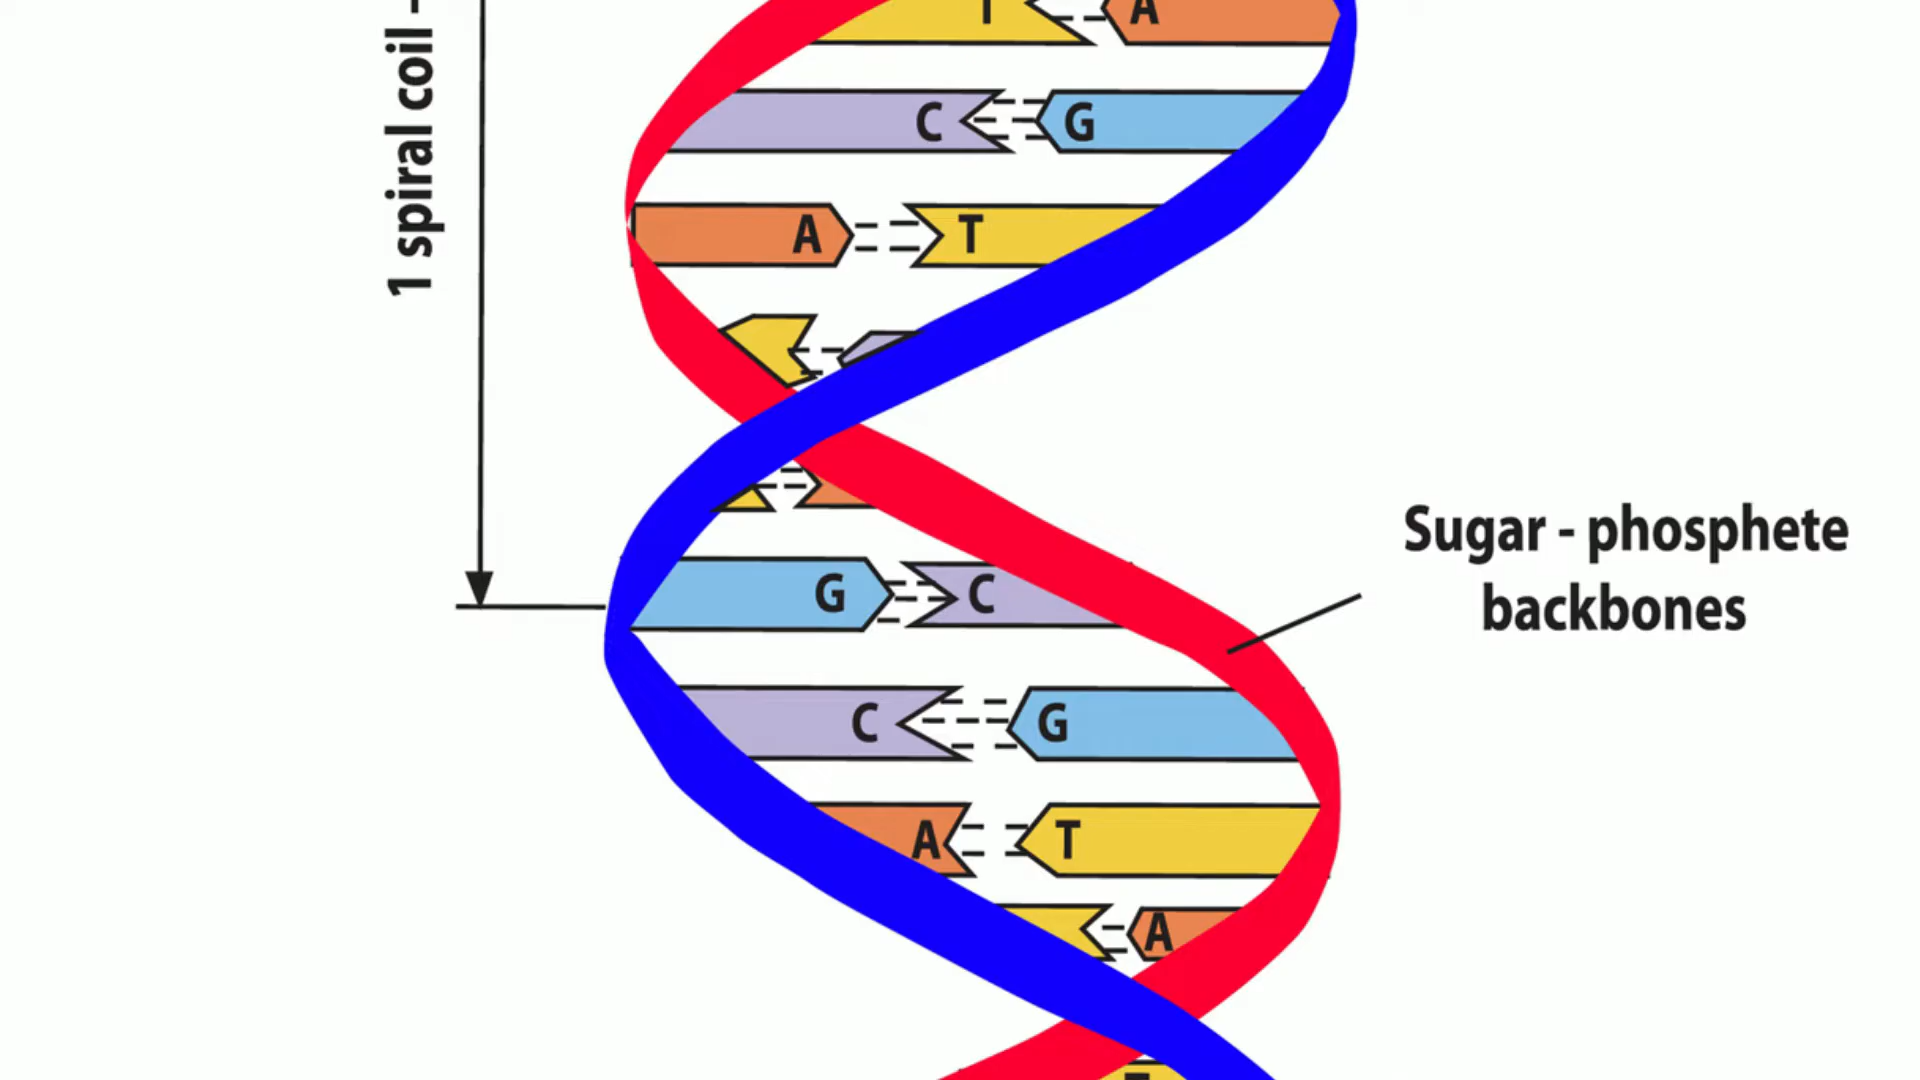 1 spiral coil -
T A
C G
A T
G C
C G
A T
A
Sugar - phosphete
backbones